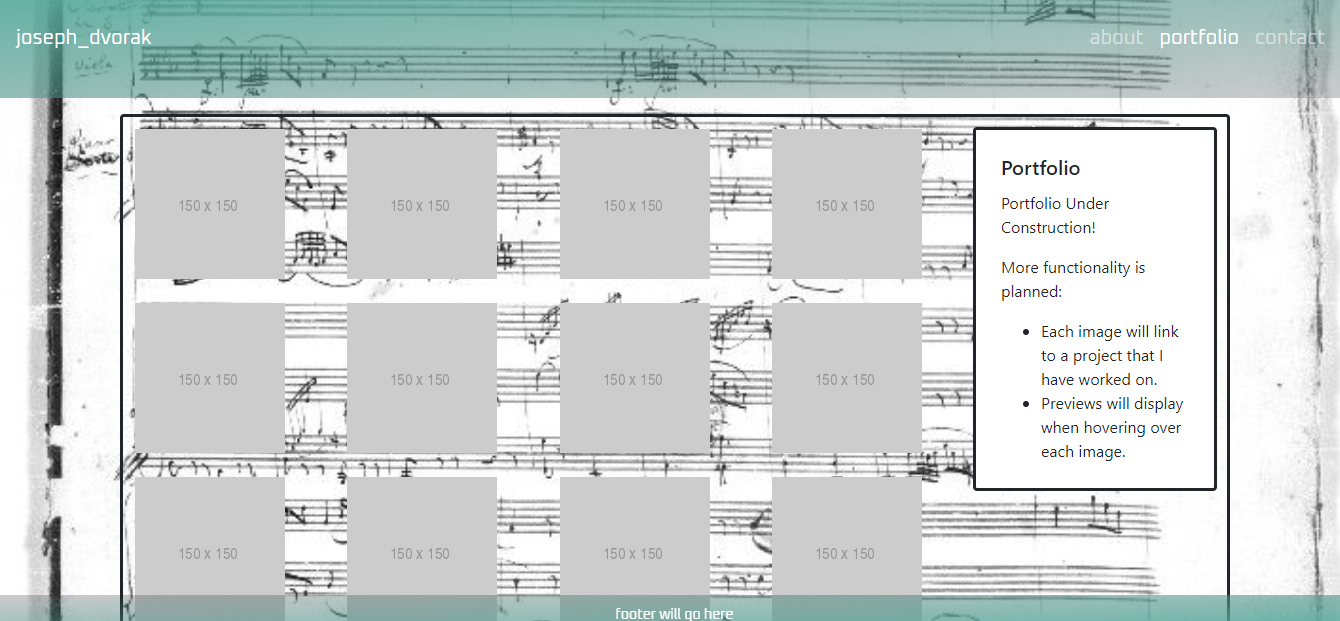 joseph_dvorak
about portfolio contact
150 x 150 150 x 150 150 x 150 150 x 150
Portfolio
Portfolio Under
Construction!
More functionality is
planned:
• Each image will link
to a project that I
have worked on.
• Previews will display
when hovering over
each image.
150 x 150 150 x 150 150 x 150 150 x 150
150 x 150 150 x 150 150 x 150 150 x 150
footer will go here